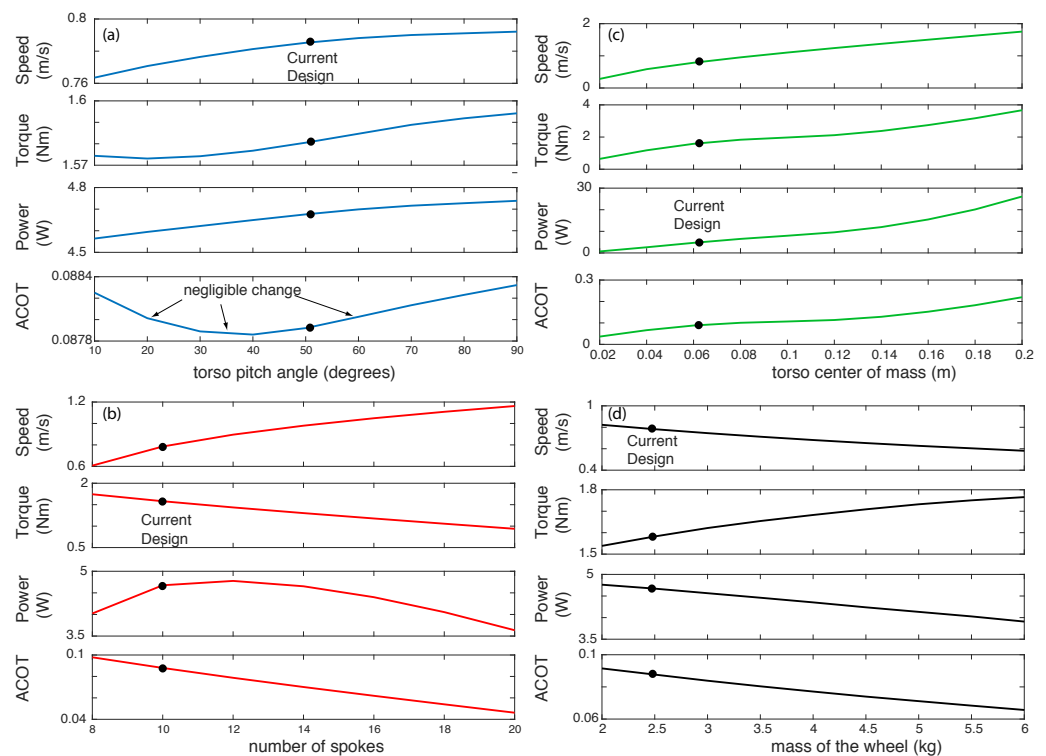 (a)
Speed
(m/s)
0.8
0.76
Current
Design
Torque
(Nm)
1.6
1.57
Power
(W)
4.8
4.5
ACOT
0.0884
0.0878
negligible change
10 20 30 40 50 60 70 80 90
torso pitch angle (degrees)
(c)
Speed
(m/s)
2
0
Torque
(Nm)
4
2
0
Power
(W)
30
0
Current
Design
ACOT
0.3
0
0.02 0.04 0.06 0.08 0.1 0.12 0.14 0.16 0.18 0.2
torso center of mass (m)
(b)
Speed
(m/s)
1.2
0.6
Torque
(Nm)
2
0.5
Current
Design
Power
(W)
5
3.5
ACOT
0.1
0.04
8 10 12 14 16 18 20
number of spokes
(d)
Speed
(m/s)
1
0.4
Current
Design
Torque
(Nm)
1.8
1.5
Power
(W)
5
3.5
ACOT
0.1
0.06
2 2.5 3 3.5 4 4.5 5 5.5 6
mass of the wheel (kg)